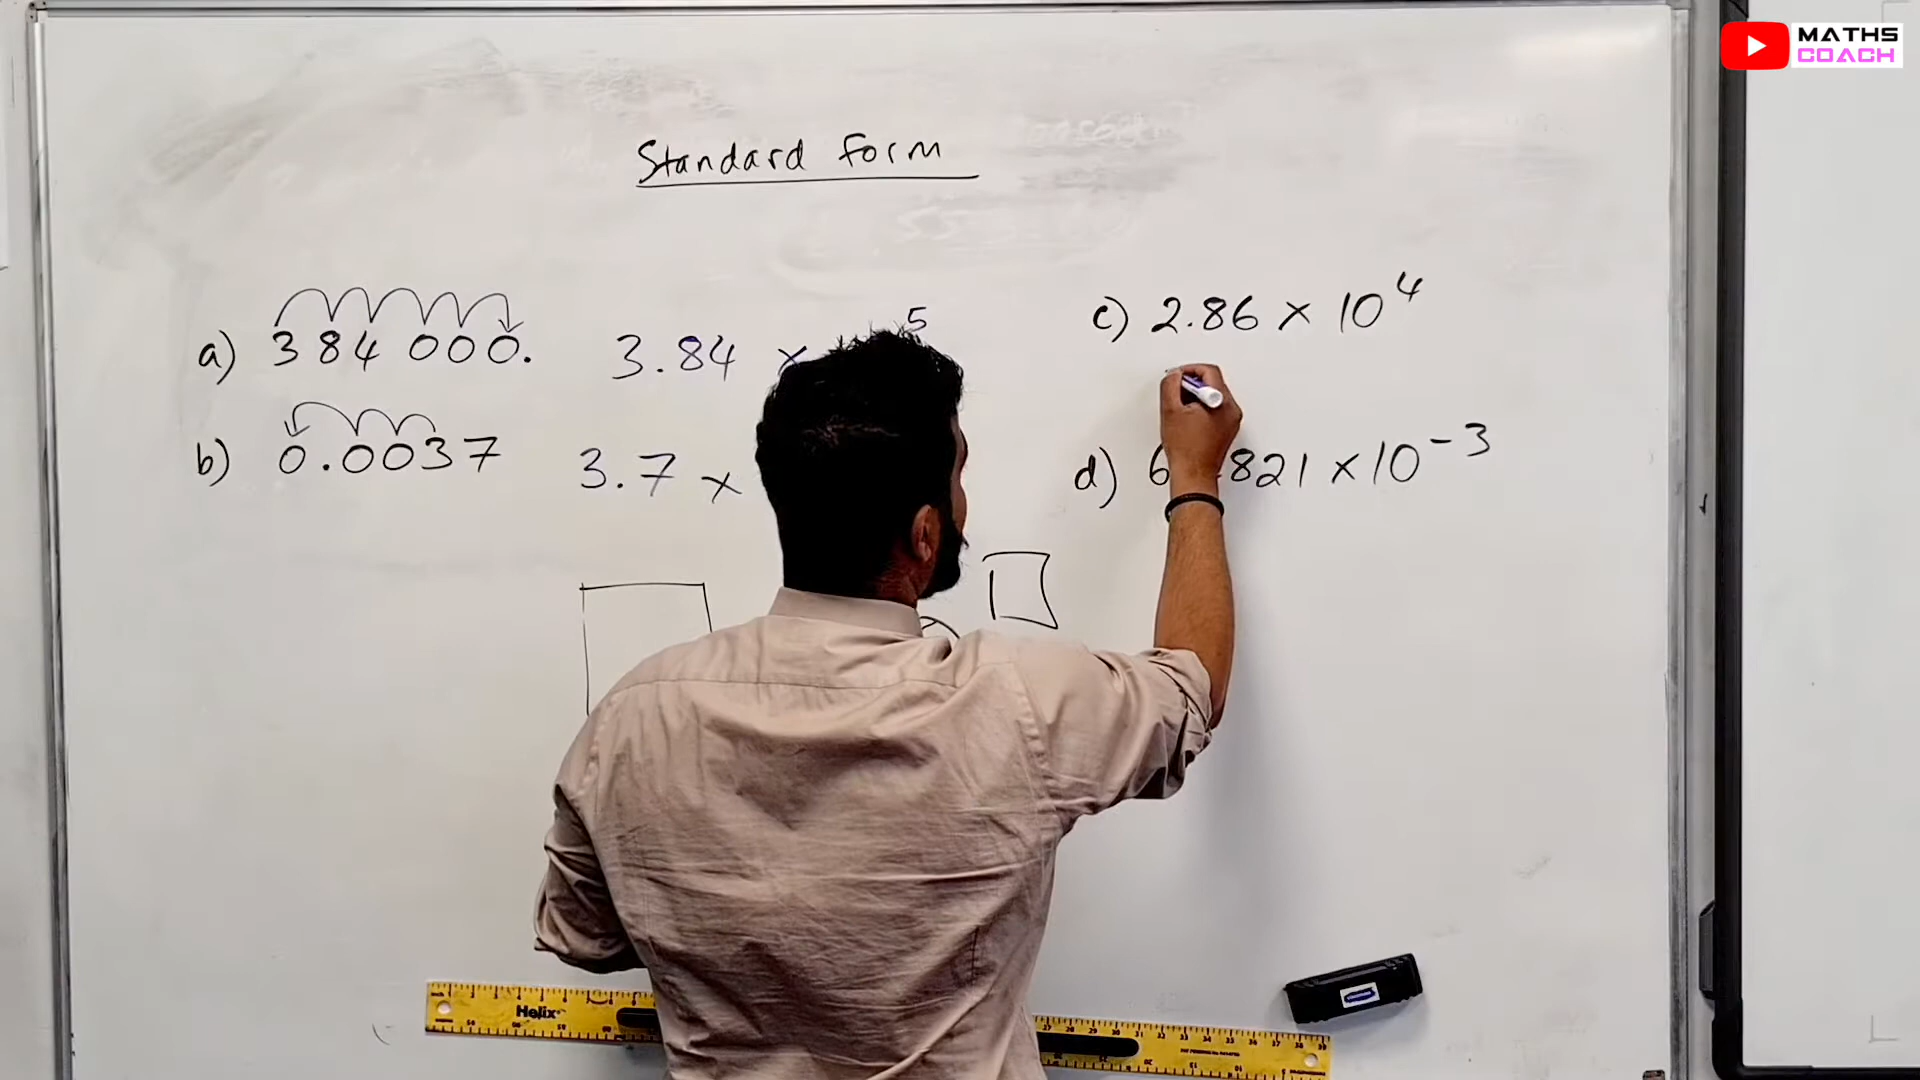 MATHS
COACH
Standard Form
a) 384 000. 3.84 × 5
b) 0.0037 3.7 ×
c) 2.86 × 10⁴
d) 6 821 × 10⁻³
Helix